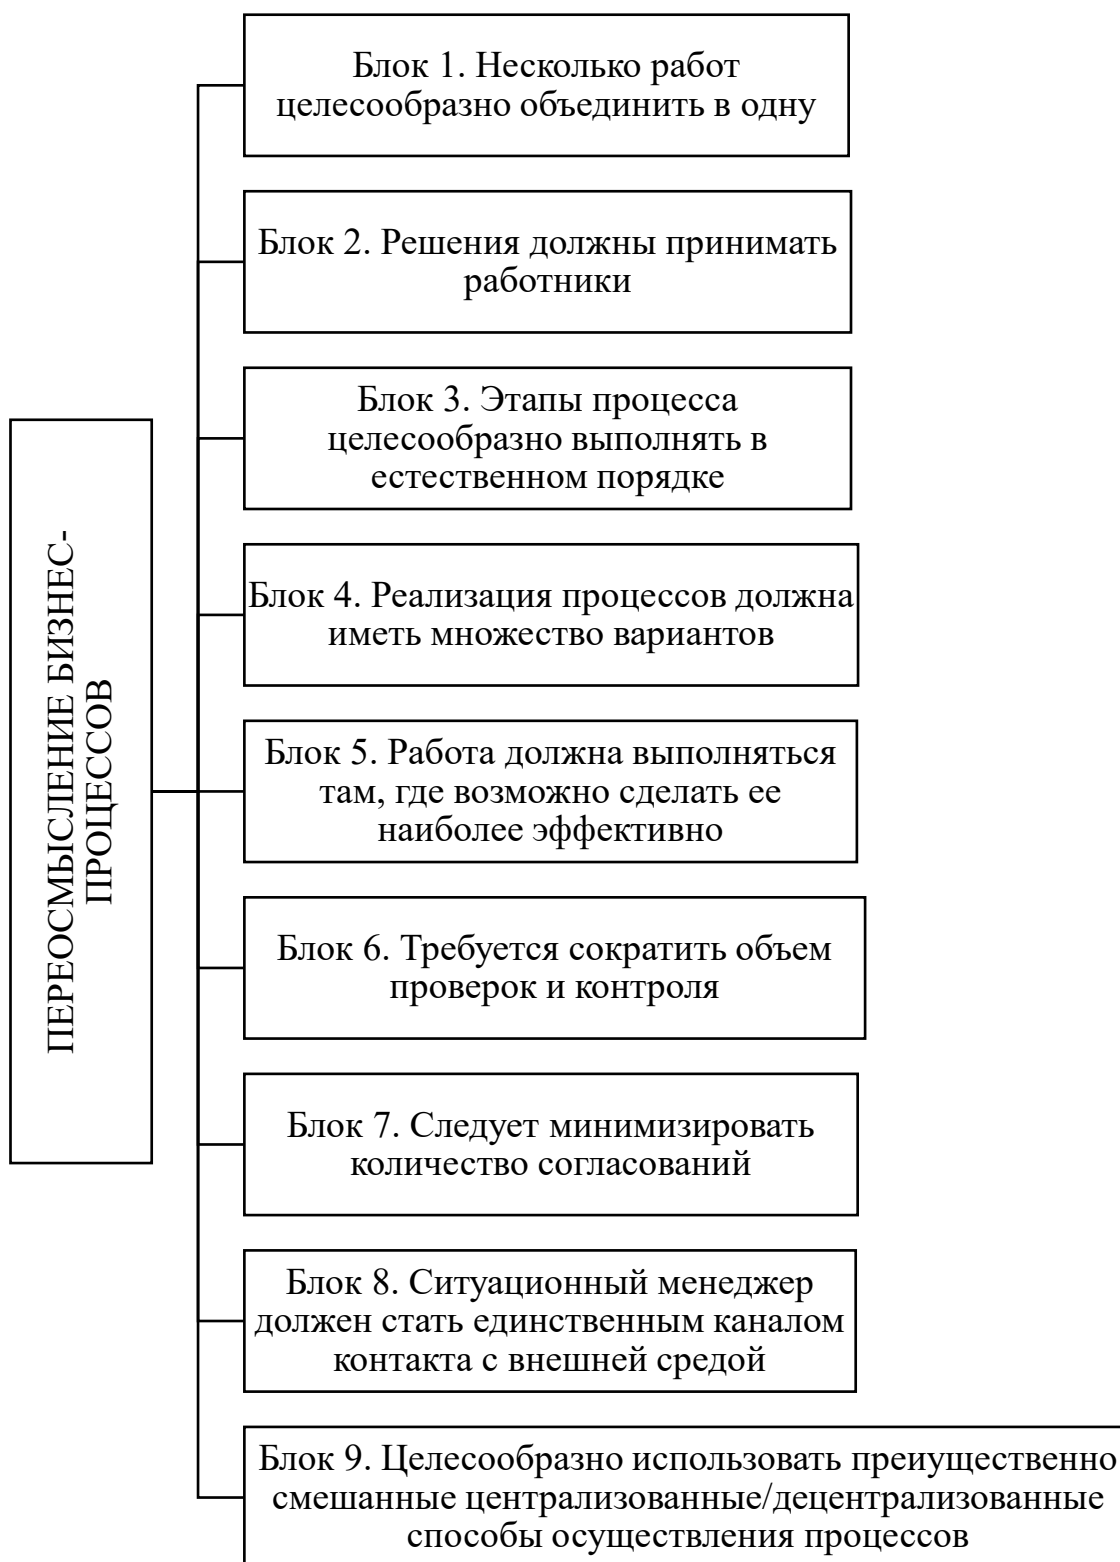 Блок 1. Несколько работ
целесообразно объединить в одну
Блок 2. Решения должны принимать
работники
Блок 3. Этапы процесса
целесообразно выполнять в
естественном порядке
ПЕРЕОСМЫСЛЕНИЕ БИЗНЕС-
ПРОЦЕССОВ
Блок 4. Реализация процессов должна
иметь множество вариантов
Блок 5. Работа должна выполняться
там, где возможно сделать ее
наиболее эффективно
Блок 6. Требуется сократить объем
проверок и контроля
Блок 7. Следует минимизировать
количество согласований
Блок 8. Ситуационный менеджер
должен стать единственным каналом
контакта с внешней средой
Блок 9. Целесообразно использовать преиущественно
смешанные централизованные/децентрализованные
способы осуществления процессов